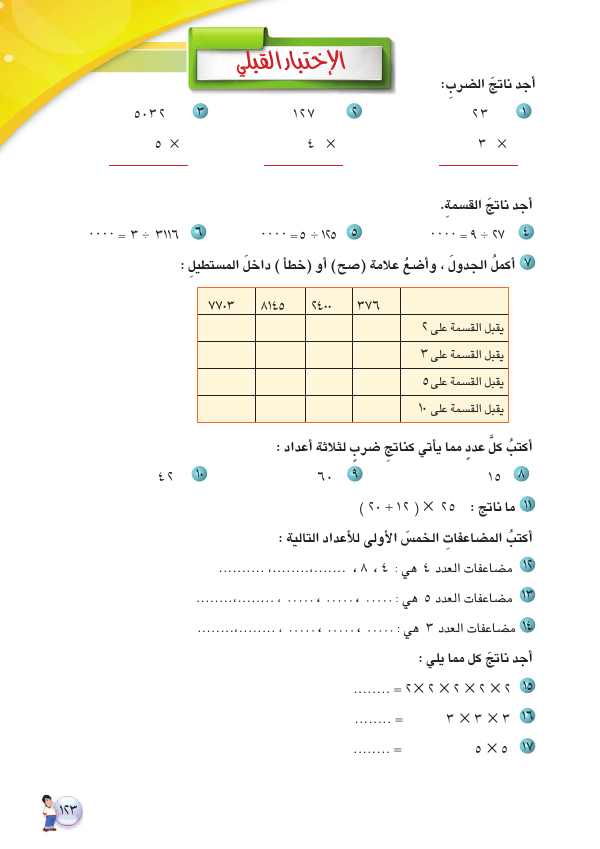 الإختبار القبلي
أجد ناتجَ الضربِ:
١ ٢٣ ٢ ١٢٧ ٣ ٥٠٣٢
× ٣ × ٤ × ٥
أجد ناتجَ القسمةِ.
٤ ٢٧ ÷ ٩ = ٠٠٠٠ ٥ ١٢٥ ÷ ٥ = ٠٠٠٠ ٦ ٣١١٦ ÷ ٣ = ٠٠٠٠
٧ أكملُ الجدولَ ، وأضعُ علامة (صح) أو (خطأ ) داخلَ المستطيلِ :
٣٧٦ ٢٤٠٠ ٨١٤٥ ٧٧٠٣
يقبل القسمة على ٢
يقبل القسمة على ٣
يقبل القسمة على ٥
يقبل القسمة على ١٠
أكتبُ كلَّ عددٍ مما يأتي كناتجِ ضربٍ لثلاثة أعداد :
٨ ١٥ ٩ ٦٠ ١٠ ٤٢
١١ ما ناتج : ٢٥ × ( ١٢ + ٢٠ )
أكتبُ المضاعفاتِ الخمسَ الأولى للأعداد التالية :
١٢ مضاعفات العدد ٤ هي : ٤ ، ٨ ، .......،........، ..........
١٣ مضاعفات العدد ٥ هي : ..... ، ..... ، ..... ، ........،........
١٤ مضاعفات العدد ٣ هي : ..... ، ..... ، ..... ، ........،........
أجد ناتجَ كل مما يلي :
١٥ ٢ × ٢ × ٢ × ٢ × ٢ = ........
١٦ ٣ × ٣ × ٣ = ........
١٧ ٥ × ٥ = ........
١٢٣